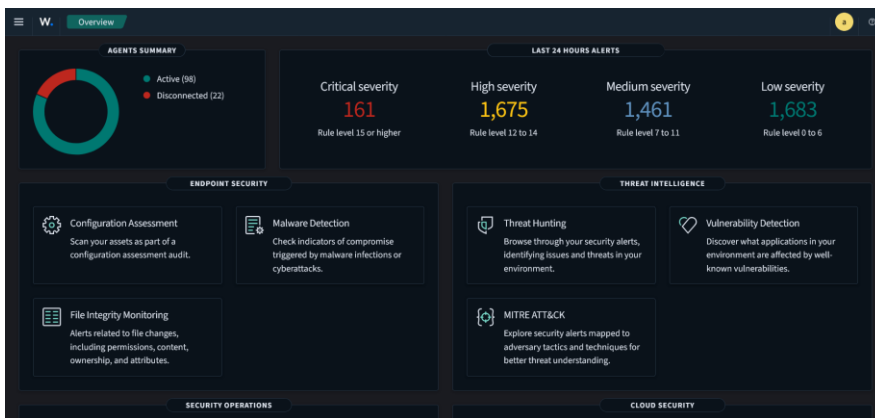 W. Overview a
AGENTS SUMMARY
Active (98)
Disconnected (22)
LAST 24 HOURS ALERTS
Critical severity
161
Rule level 15 or higher
High severity
1,675
Rule level 12 to 14
Medium severity
1,461
Rule level 7 to 11
Low severity
1,683
Rule level 0 to 6
ENDPOINT SECURITY
Configuration Assessment
Scan your assets as part of a
configuration assessment audit.
Malware Detection
Check indicators of compromise
triggered by malware infections or
cyberattacks.
File Integrity Monitoring
Alerts related to file changes,
including permissions, content,
ownership, and attributes.
THREAT INTELLIGENCE
Threat Hunting
Browse through your security alerts,
identifying issues and threats in your
environment.
Vulnerability Detection
Discover what applications in your
environment are affected by well-
known vulnerabilities.
MITRE ATT&CK
Explore security alerts mapped to
adversary tactics and techniques for
better threat understanding.
SECURITY OPERATIONS
CLOUD SECURITY